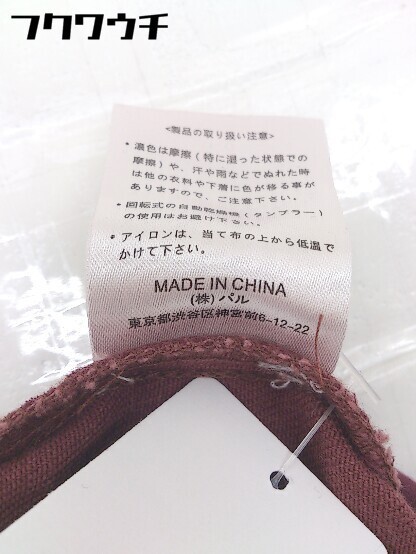 フクワウチ
<製品の取り扱い注意>
・濃色は摩擦(特に湿った状態での
摩擦)や、汗や雨などでぬれた時
は他の衣料や下着に色が移る事が
ありますので、ご注意下さい。
・回転式の自動乾燥機(タンブラー)
の使用はお避け下さい。
・アイロンは、当て布の上から低温で
かけて下さい。
MADE IN CHINA
(株)パル
東京都渋谷区神宮前6-12-22